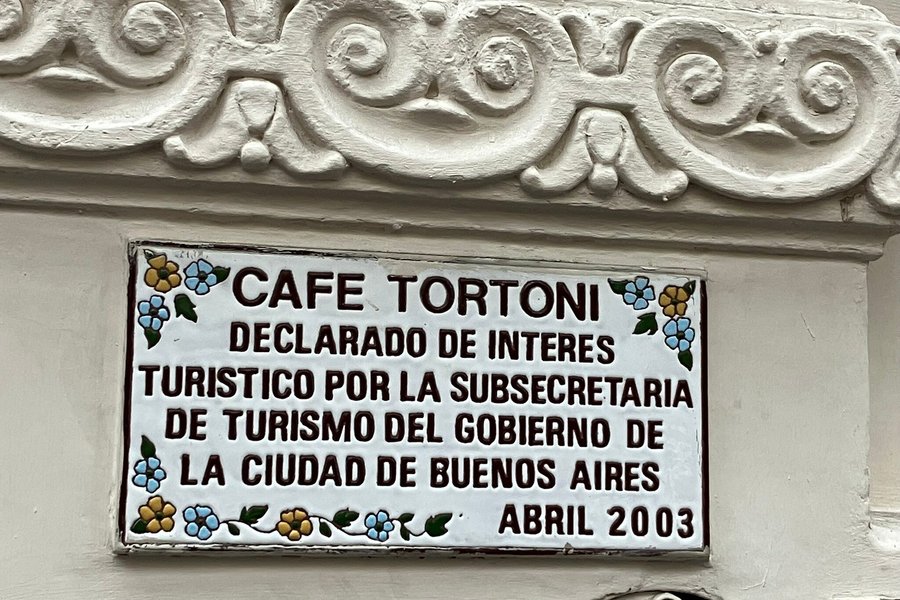 CAFE TORTONI
DECLARADO DE INTERES
TURISTICO POR LA SUBSECRETARIA
DE TURISMO DEL GOBIERNO DE
LA CIUDAD DE BUENOS AIRES
ABRIL 2003